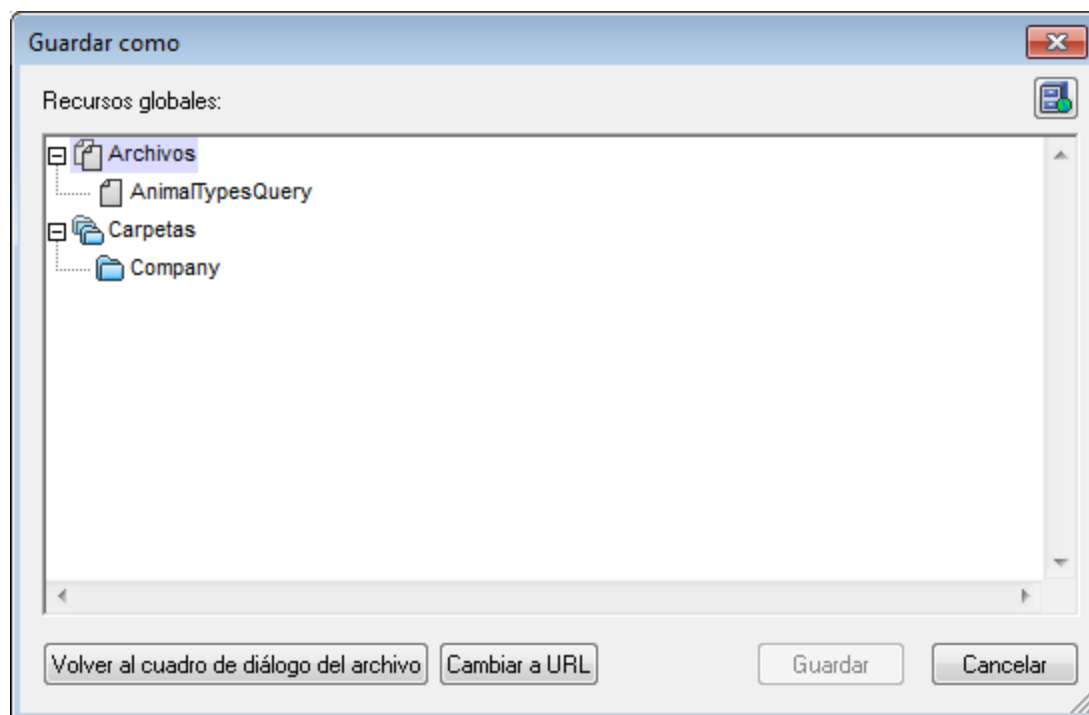 Guardar como
Recursos globales:
Archivos
AnimalTypesQuery
Carpetas
Company
Volver al cuadro de diálogo del archivo Cambiar a URL Guardar Cancelar